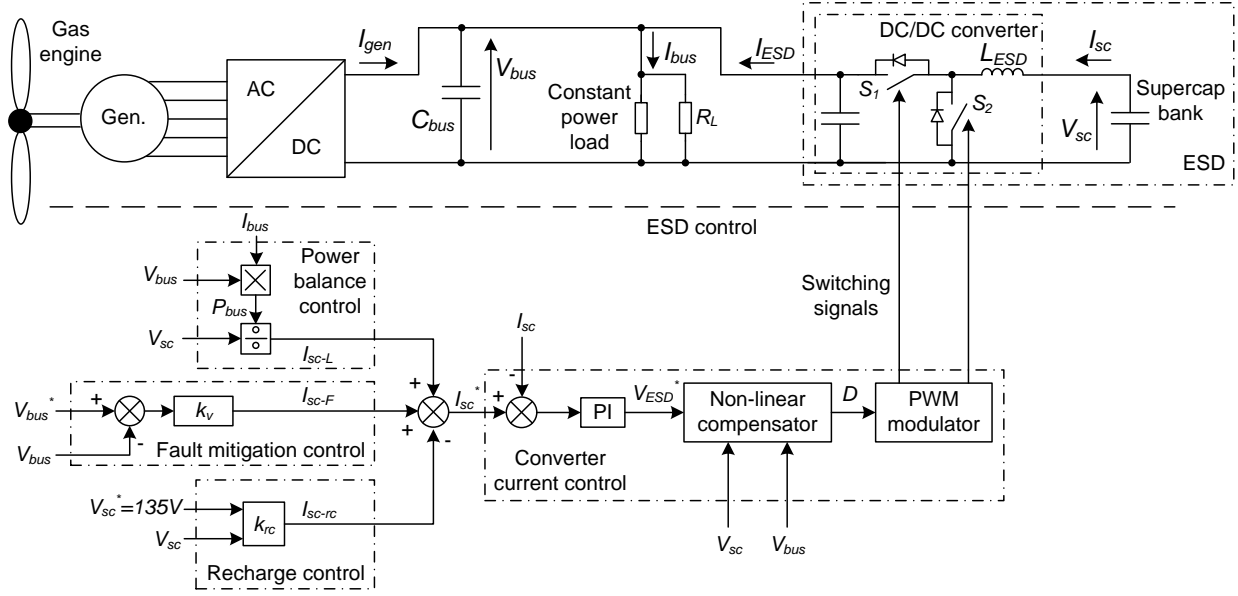 Gas
engine
Gen.
AC
DC
I_gen
C_bus
V_bus
I_bus
Constant
power
load
R_L
I_ESD
DC/DC converter
S_1
S_2
L_ESD
I_sc
V_sc
Supercap
bank
ESD
ESD control
I_bus
V_bus
P_bus
V_sc
Power
balance
control
I_sc-L
V_bus*
+
-
V_bus
k_v
I_sc-F
Fault mitigation control
V_sc*=135V
V_sc
k_rc
I_sc-rc
Recharge control
+
+
-
I_sc*
I_sc
-
+
PI
V_ESD*
Non-linear
compensator
D
PWM
modulator
Converter
current control
V_sc
V_bus
Switching
signals